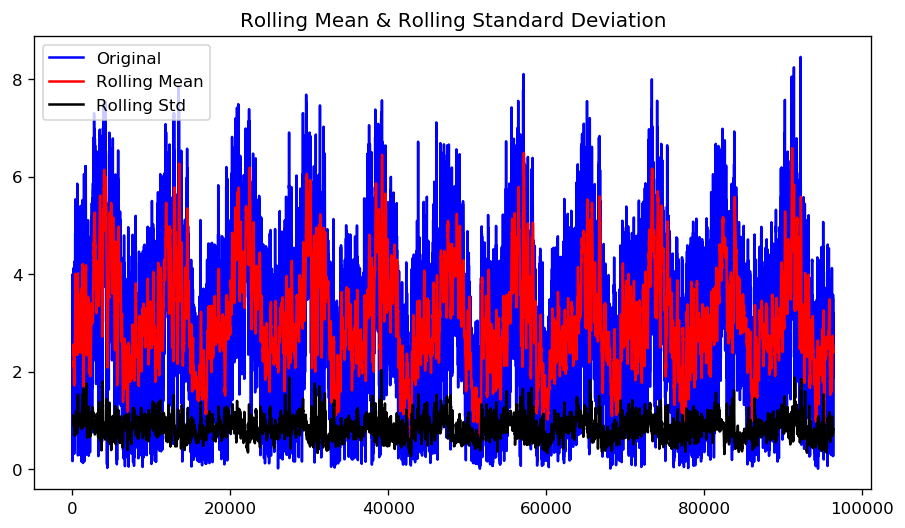 Rolling Mean & Rolling Standard Deviation
Original
Rolling Mean
Rolling Std
8
6
4
2
0
0 20000 40000 60000 80000 100000